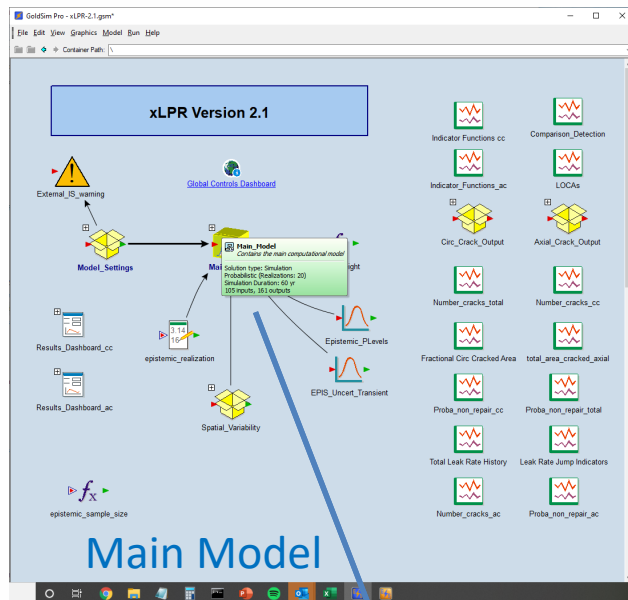 GoldSim Pro - xLPR-2.1.gsm*
File Edit View Graphics Model Run Help
Container Path: \
xLPR Version 2.1
External_IS_warning
Global Controls Dashboard
Model_Settings
Main_Model
Contains the main computational model
Solution type: Simulation
Probabilistic (Realizations: 20)
Simulation Duration: 60 yr
105 inputs, 161 outputs
3.14
16
epistemic_realization
Results_Dashboard_cc
Results_Dashboard_ac
Epistemic_PLevels
EPIS_Uncert_Transient
Spatial_Variability
fx
epistemic_sample_size
Main Model
Indicator Functions cc
Comparison_Detection
Indicator_Functions_ac
LOCAs
Circ_Crack_Output
Axial_Crack_Output
Number_cracks_total
Number_cracks_cc
Fractional Circ Cracked Area
total_area_cracked_axial
Proba_non_repair_cc
Proba_non_repair_total
Total Leak Rate History
Leak Rate Jump Indicators
Number_cracks_ac
Proba_non_repair_ac